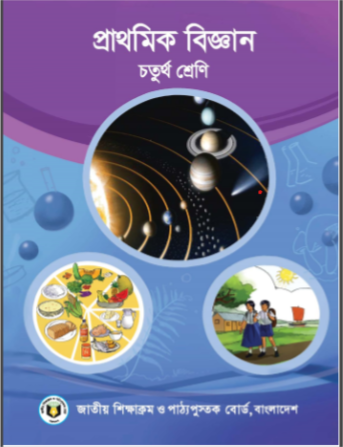 প্রাথমিক বিজ্ঞান
চতুর্থ শ্রেণি
জাতীয় শিক্ষাক্রম ও পাঠ্যপুস্তক বোর্ড, বাংলাদেশ